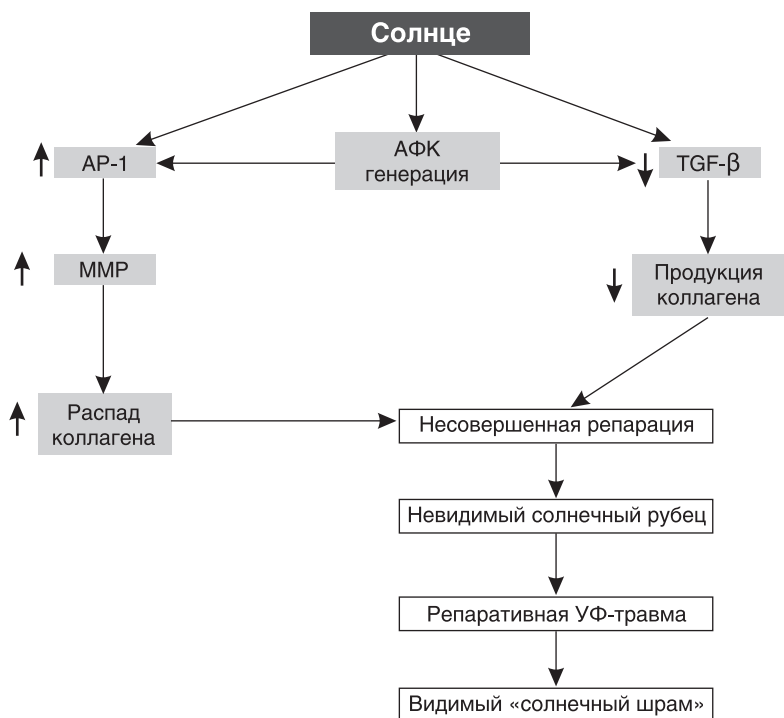 Солнце
AP-1
АФК
генерация
TGF-β
MMP
Продукция
коллагена
Распад
коллагена
Несовершенная репарация
Невидимый солнечный рубец
Репаративная УФ-травма
Видимый «солнечный шрам»